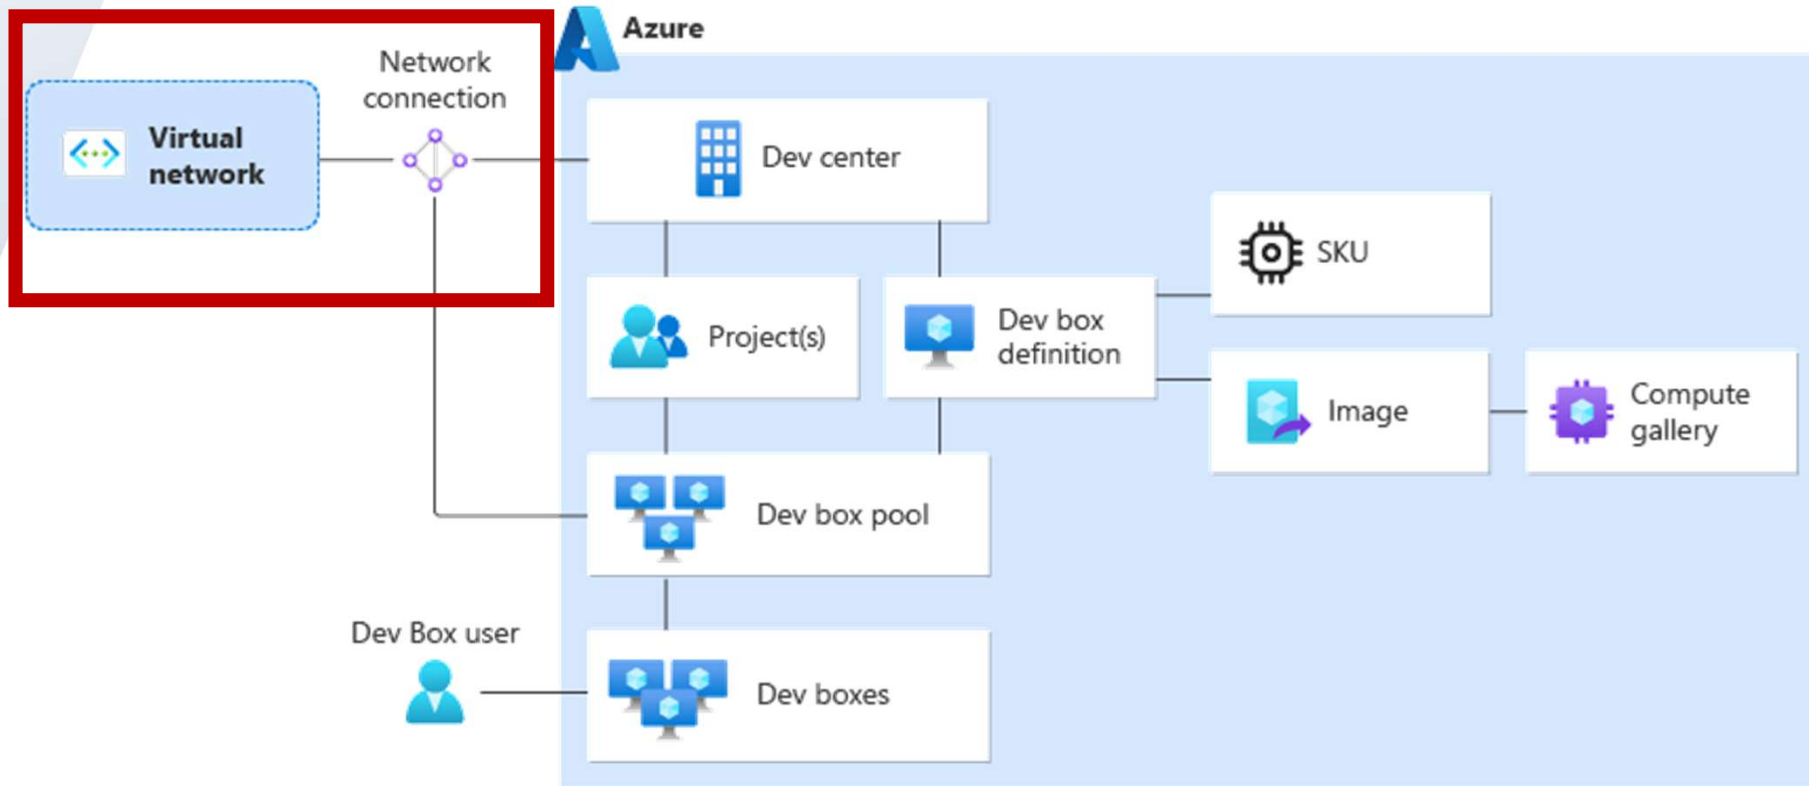 Azure
Network
connection
Virtual
network
Dev center
SKU
Project(s)
Dev box
definition
Image
Compute
gallery
Dev box pool
Dev Box user
Dev boxes